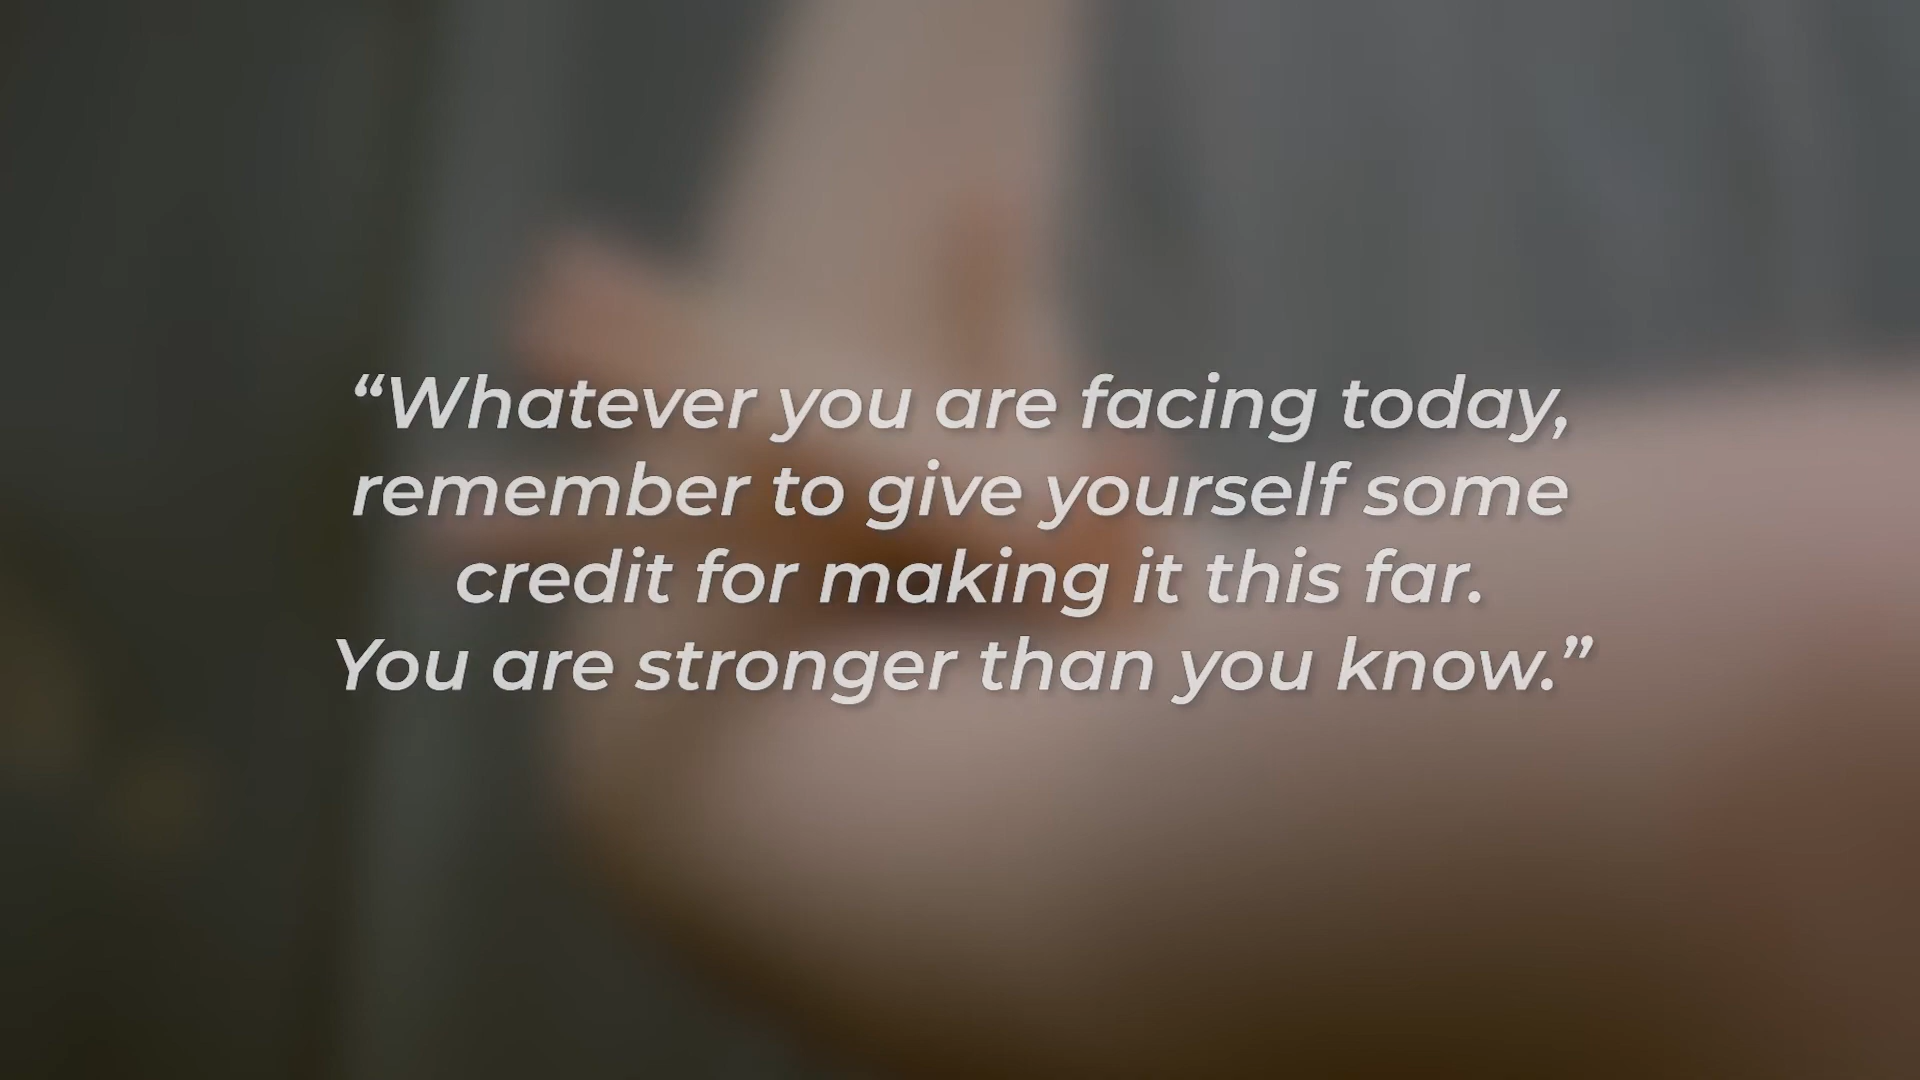 “Whatever you are facing today,
remember to give yourself some
credit for making it this far.
You are stronger than you know.”